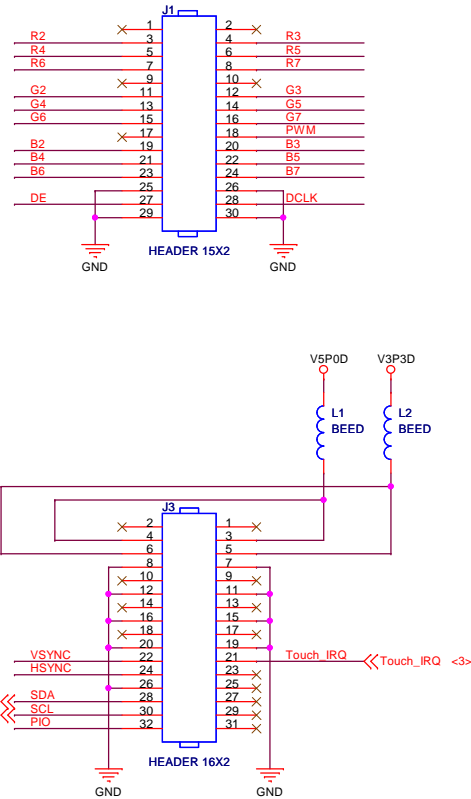 J1
1 2
R2 3 4 R3
R4 5 6 R5
R6 7 8 R7
9 10
G2 11 12 G3
G4 13 14 G5
G6 15 16 G7
17 18 PWM
B2 19 20 B3
B4 21 22 B5
B6 23 24 B7
25 26
DE 27 28 DCLK
29 30
HEADER 15X2
GND GND
V5P0D V3P3D
L1 L2
BEED BEED
J3
2 1
4 3
6 5
8 7
10 9
12 11
14 13
16 15
18 17
20 19
VSYNC 22 21 Touch_IRQ Touch_IRQ <3>
HSYNC 24 23
26 25
SDA 28 27
SCL 30 29
PIO 32 31
HEADER 16X2
GND GND